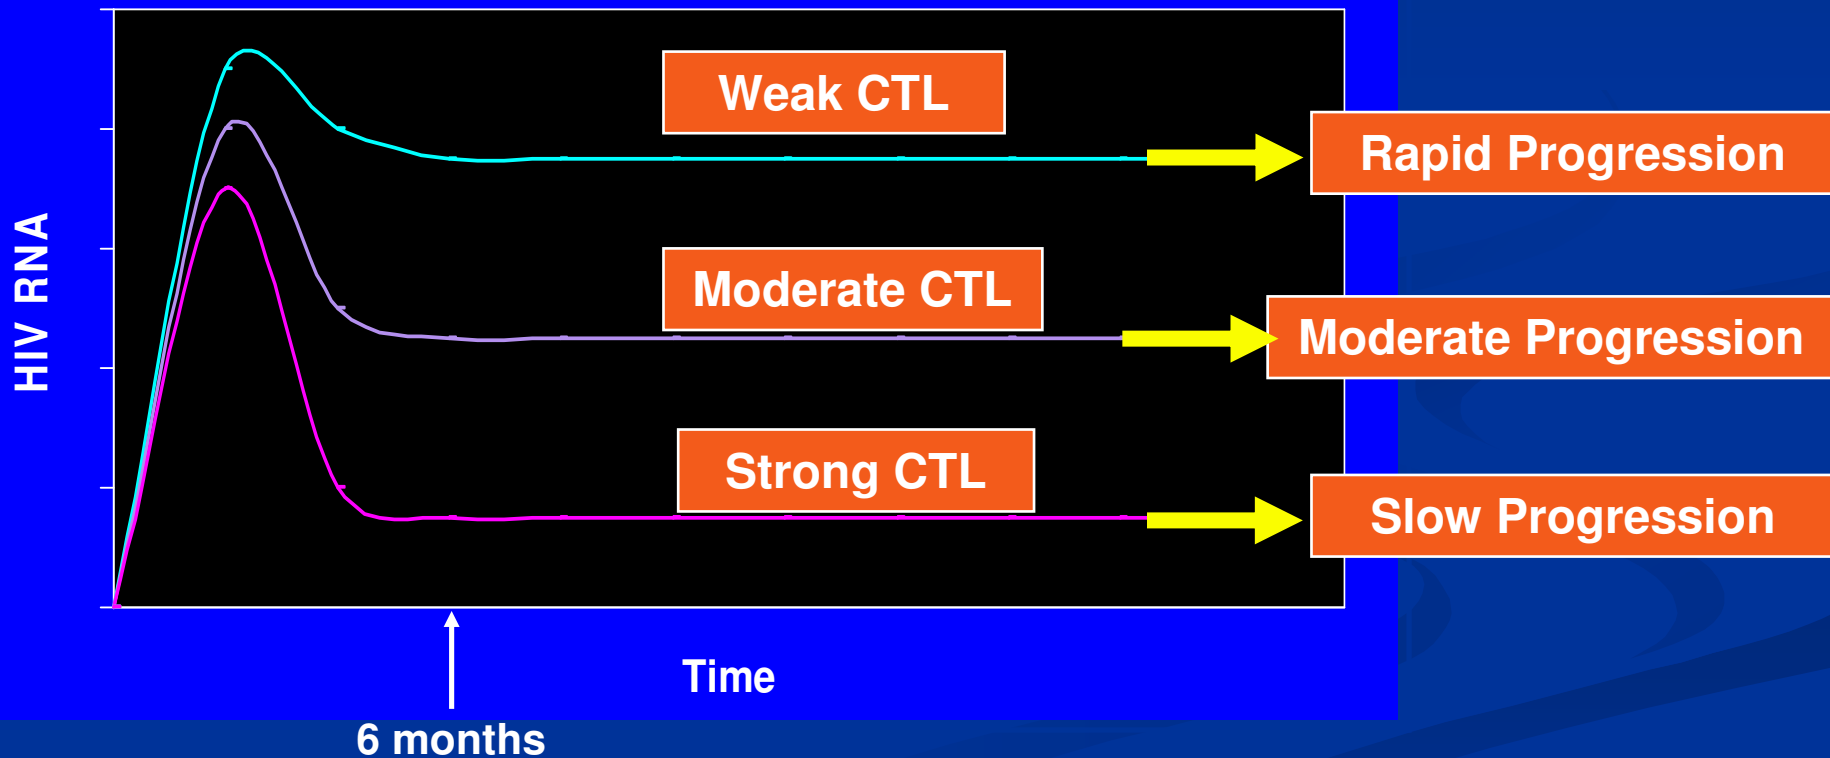 HIV RNA
Weak CTL
Rapid Progression
Moderate CTL
Moderate Progression
Strong CTL
Slow Progression
Time
6 months